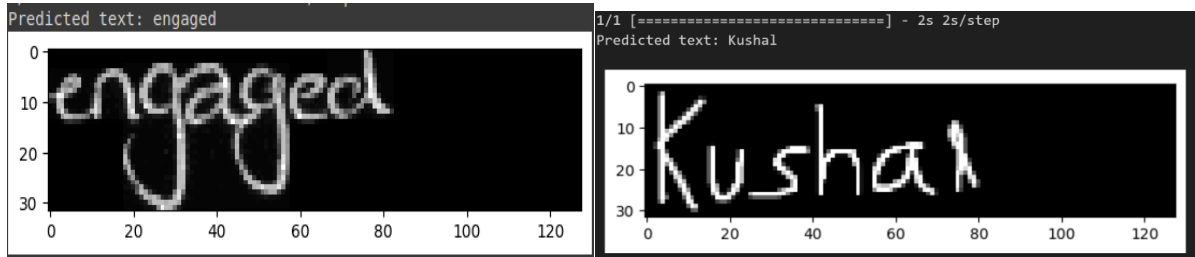 Predicted text: engaged
engaged
0
10
20
30
0 20 40 60 80 100 120
1/1 [==============================] - 2s 2s/step
Predicted text: Kushal
Kushal
0
10
20
30
0 20 40 60 80 100 120